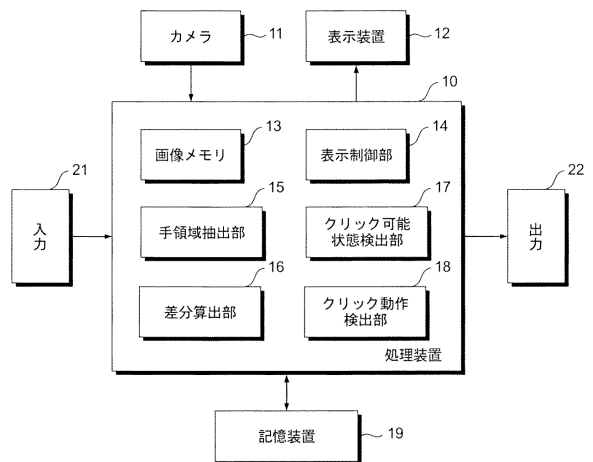 カメラ
11
表示装置
12
10
画像メモリ
13
表示制御部
14
21
入力
手領域抽出部
15
クリック可能
状態検出部
17
22
出力
差分算出部
16
クリック動作
検出部
18
処理装置
記憶装置
19